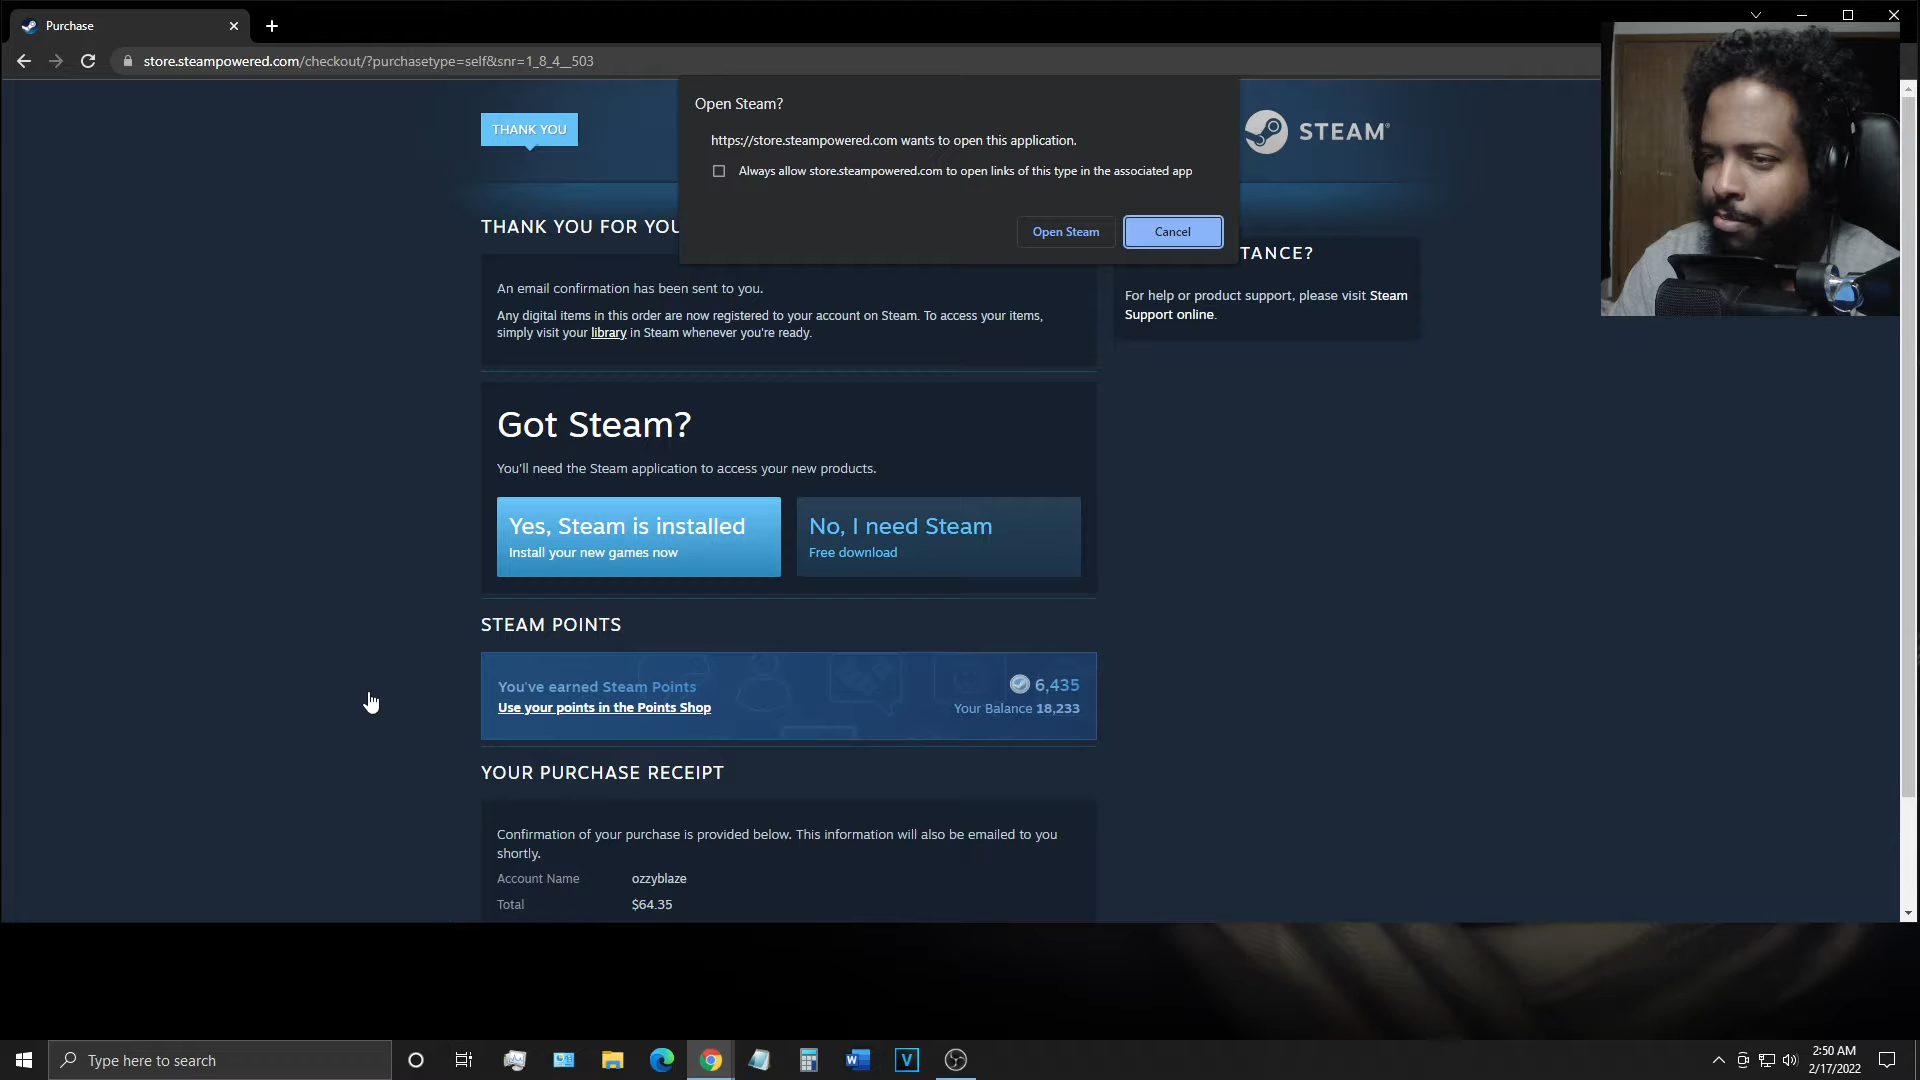 Purchase
store.steampowered.com/checkout/?purchasetype=self&snr=1_8_4__503
Open Steam?
https://store.steampowered.com wants to open this application.
Always allow store.steampowered.com to open links of this type in the associated app
Open Steam
Cancel
THANK YOU
STEAM®
THANK YOU FOR YOU
TANCE?
An email confirmation has been sent to you.
Any digital items in this order are now registered to your account on Steam. To access your items,
simply visit your library in Steam whenever you're ready.
For help or product support, please visit Steam
Support online.
Got Steam?
You'll need the Steam application to access your new products.
Yes, Steam is installed
Install your new games now
No, I need Steam
Free download
STEAM POINTS
You've earned Steam Points
6,435
Use your points in the Points Shop
Your Balance 18,233
YOUR PURCHASE RECEIPT
Confirmation of your purchase is provided below. This information will also be emailed to you
shortly.
Account Name ozzyblaze
Total $64.35
Type here to search
W
V
2:50 AM
2/17/2022